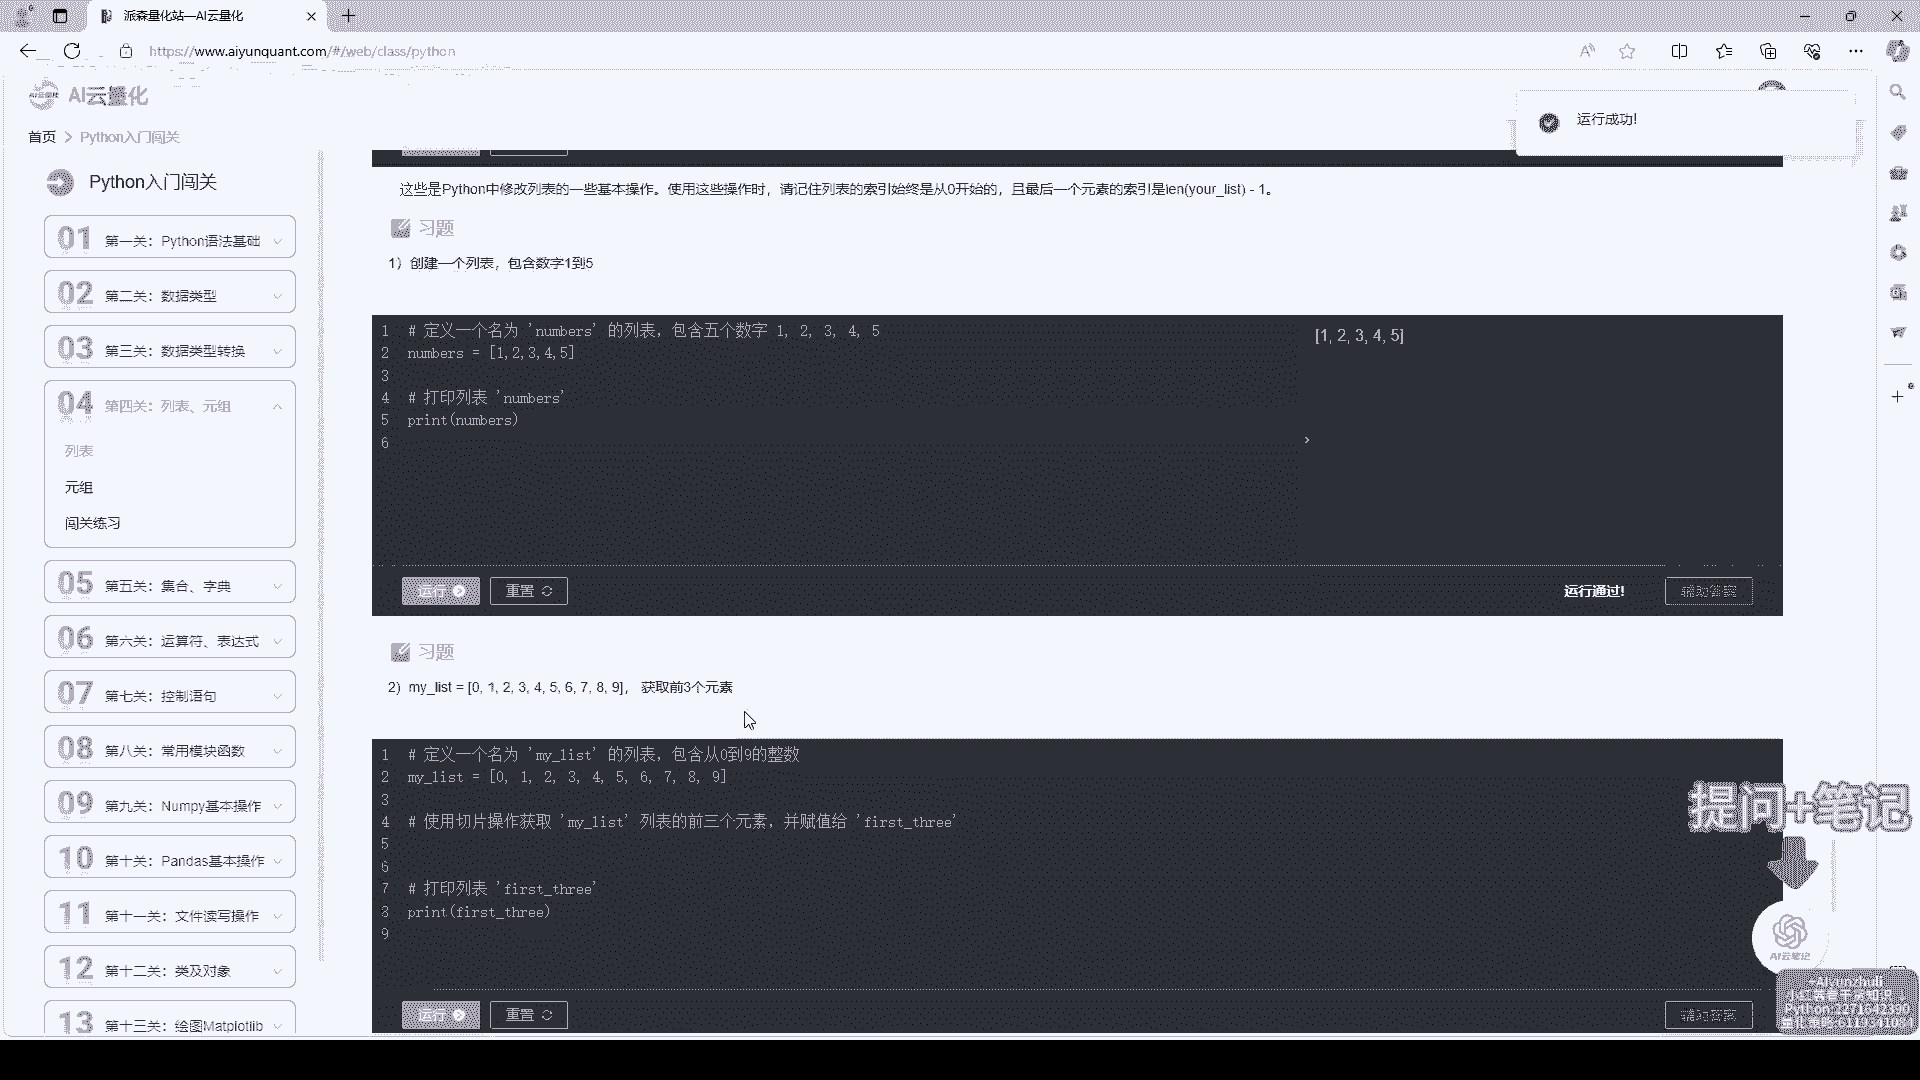 派森量化站—AI云量化
https://www.aiyunquant.com/#/web/class/python
AI云量化
运行成功!
首页 > Python入门闯关
Python入门闯关
01 第一关：Python语法基础
02 第二关：数据类型
03 第三关：数据类型转换
04 第四关：列表、元组
列表
元组
闯关练习
05 第五关：集合、字典
06 第六关：运算符、表达式
07 第七关：控制语句
08 第八关：常用模块函数
09 第九关：Numpy基本操作
10 第十关：Pandas基本操作
11 第十一关：文件读写操作
12 第十二关：类及对象
13 第十三关：绘图Matplotlib
这些是Python中修改列表的一些基本操作。使用这些操作时，请记住列表的索引始终是从0开始的，且最后一个元素的索引是len(your_list) - 1。
习题
1）创建一个列表，包含数字1到5
1 # 定义一个名为 'numbers' 的列表，包含五个数字 1, 2, 3, 4, 5
2 numbers = [1,2,3,4,5]
3
4 # 打印列表 'numbers'
5 print(numbers)
6
[1, 2, 3, 4, 5]
›
运行 重置 运行通过! 辅助答案
习题
2）my_list = [0, 1, 2, 3, 4, 5, 6, 7, 8, 9]， 获取前3个元素
1 # 定义一个名为 'my_list' 的列表，包含从0到9的整数
2 my_list = [0, 1, 2, 3, 4, 5, 6, 7, 8, 9]
3
4 # 使用切片操作获取 'my_list' 列表的前三个元素，并赋值给 'first_three'
5
6
7 # 打印列表 'first_three'
8 print(first_three)
9
运行 重置 辅助答案
提问+笔记
AI云笔记